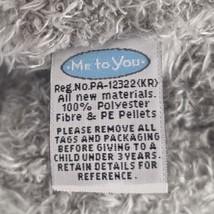 ·ME TO YOU·
Reg.No.PA-12322(KR)
All new materials.
100% Polyester
Fibre & PE Pellets
PLEASE REMOVE ALL
TAGS AND PACKAGING
BEFORE GIVING TO A
CHILD UNDER 3 YEARS.
RETAIN DETAILS FOR
REFERENCE.